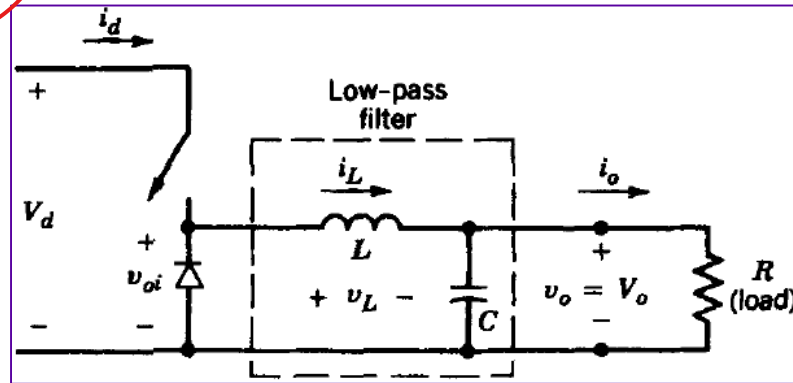 i_d
+
Low-pass
filter
i_L
i_o
V_d
+
v_oi
L
+ v_L -
C
+
v_o = V_o
-
R
(load)
-
-